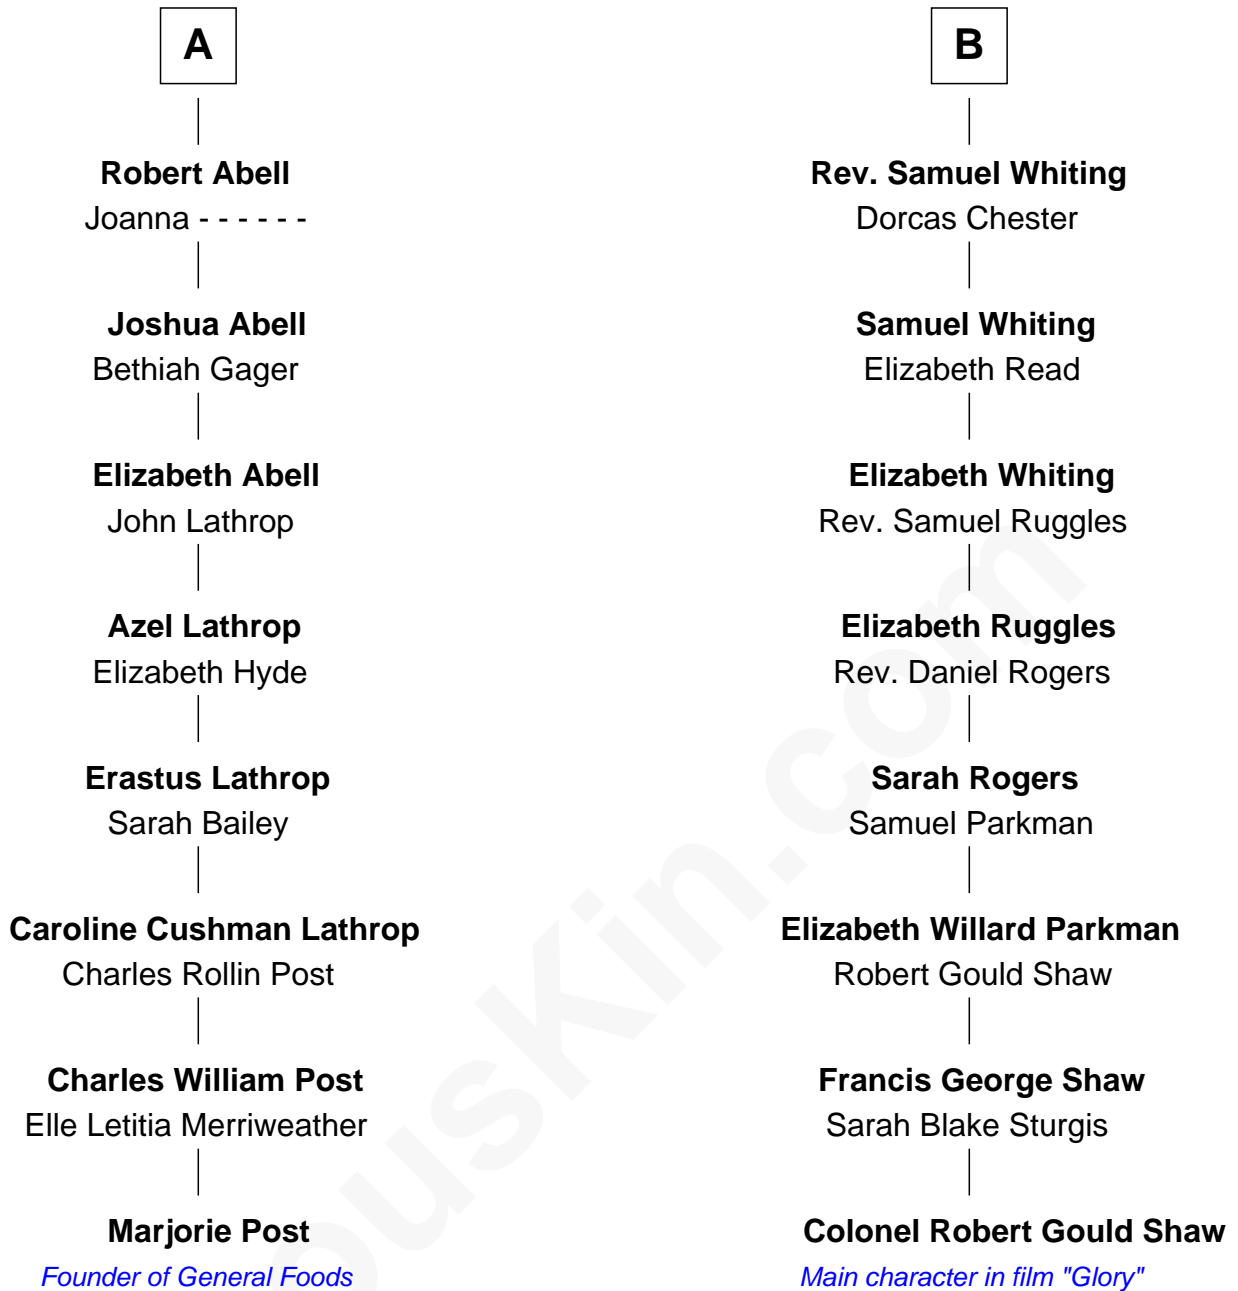 A
Robert Abell
Joanna - - - - - -
Joshua Abell
Bethiah Gager
Elizabeth Abell
John Lathrop
Azel Lathrop
Elizabeth Hyde
Erastus Lathrop
Sarah Bailey
Caroline Cushman Lathrop
Charles Rollin Post
Charles William Post
Elle Letitia Merriweather
Marjorie Post
Founder of General Foods
B
Rev. Samuel Whiting
Dorcas Chester
Samuel Whiting
Elizabeth Read
Elizabeth Whiting
Rev. Samuel Ruggles
Elizabeth Ruggles
Rev. Daniel Rogers
Sarah Rogers
Samuel Parkman
Elizabeth Willard Parkman
Robert Gould Shaw
Francis George Shaw
Sarah Blake Sturgis
Colonel Robert Gould Shaw
Main character in film "Glory"
ousKin.com